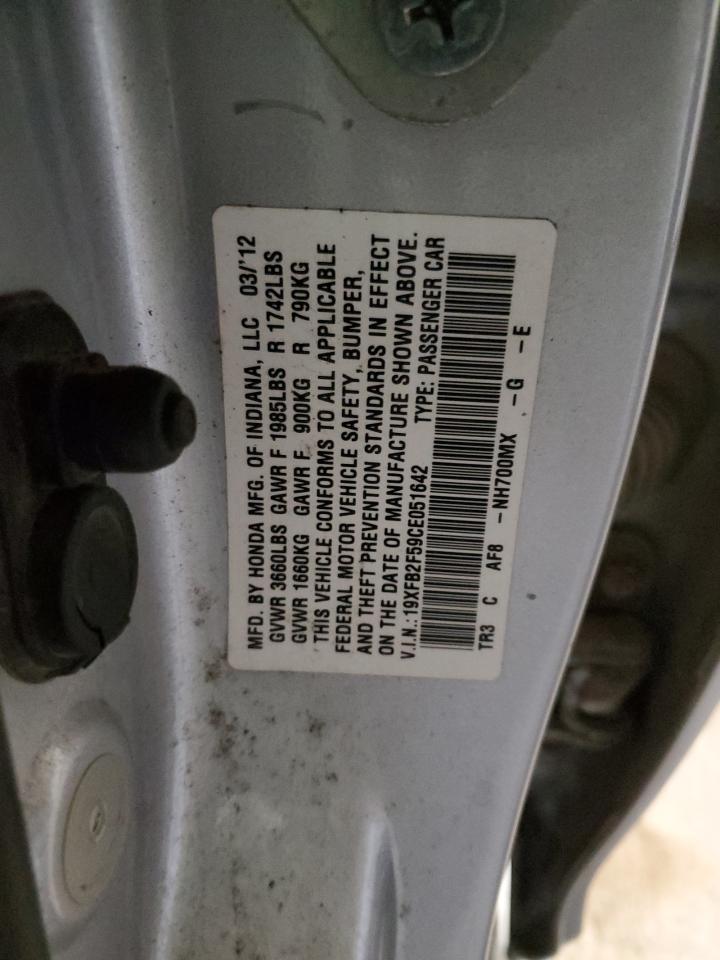 MFD. BY HONDA MFG. OF INDIANA, LLC 03/'12
GVWR 3660LBS GAWR F 1985LBS R 1742LBS
GVWR 1660KG GAWR F. 900KG R 790KG
THIS VEHICLE CONFORMS TO ALL APPLICABLE
FEDERAL MOTOR VEHICLE SAFETY, BUMPER,
AND THEFT PREVENTION STANDARDS IN EFFECT
ON THE DATE OF MANUFACTURE SHOWN ABOVE.
V.I.N.:19XFB2F59CE051642 TYPE: PASSENGER CAR
TR3 C AF8 -NH700MX -G -E